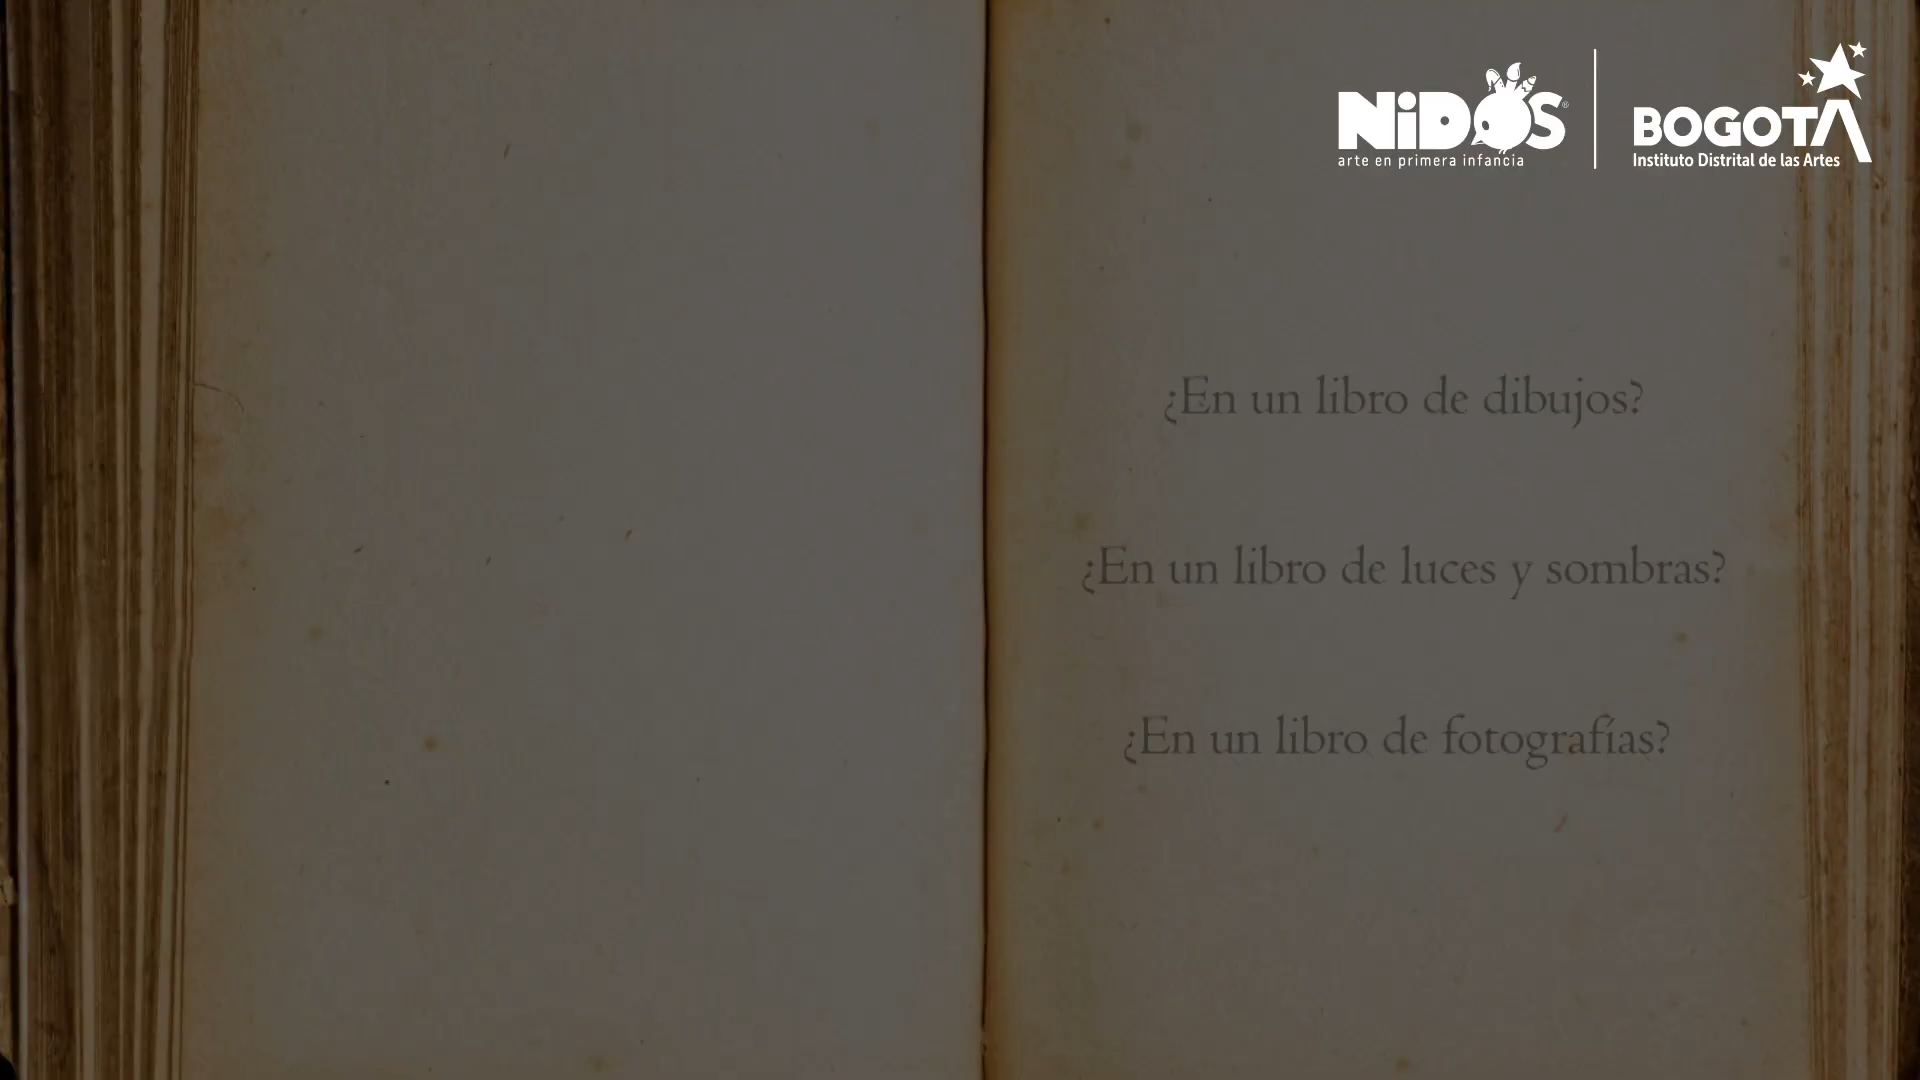 NiDOS®
arte en primera infancia
BOGOTÁ
Instituto Distrital de las Artes
¿En un libro de dibujos?
¿En un libro de luces y sombras?
¿En un libro de fotografías?